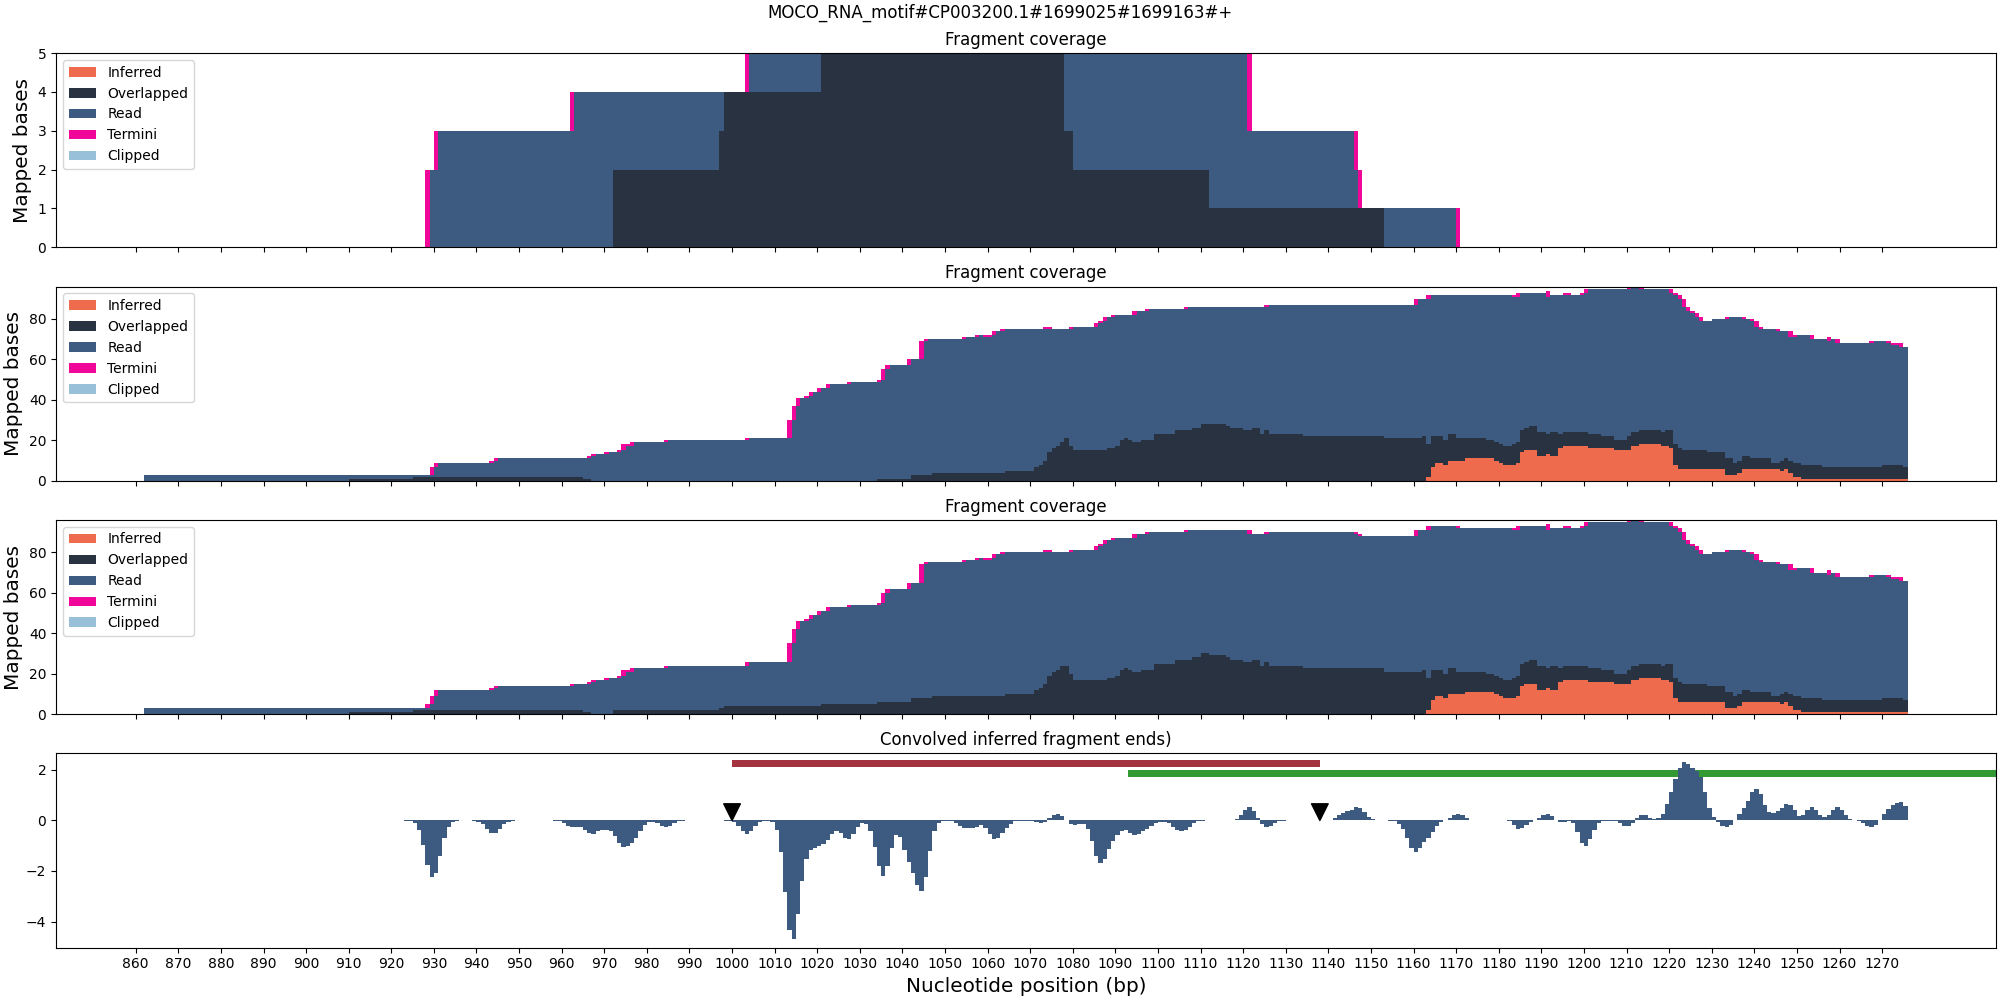 MOCO_RNA_motif#CP003200.1#1699025#1699163#+
Fragment coverage
Mapped bases
5
4
3
2
1
0
Inferred
Overlapped
Read
Termini
Clipped
Fragment coverage
Mapped bases
80
60
40
20
0
Inferred
Overlapped
Read
Termini
Clipped
Fragment coverage
Mapped bases
80
60
40
20
0
Inferred
Overlapped
Read
Termini
Clipped
Convolved inferred fragment ends)
2
0
−2
−4
860 870 880 890 900 910 920 930 940 950 960 970 980 990 1000 1010 1020 1030 1040 1050 1060 1070 1080 1090 1100 1110 1120 1130 1140 1150 1160 1170 1180 1190 1200 1210 1220 1230 1240 1250 1260 1270
Nucleotide position (bp)